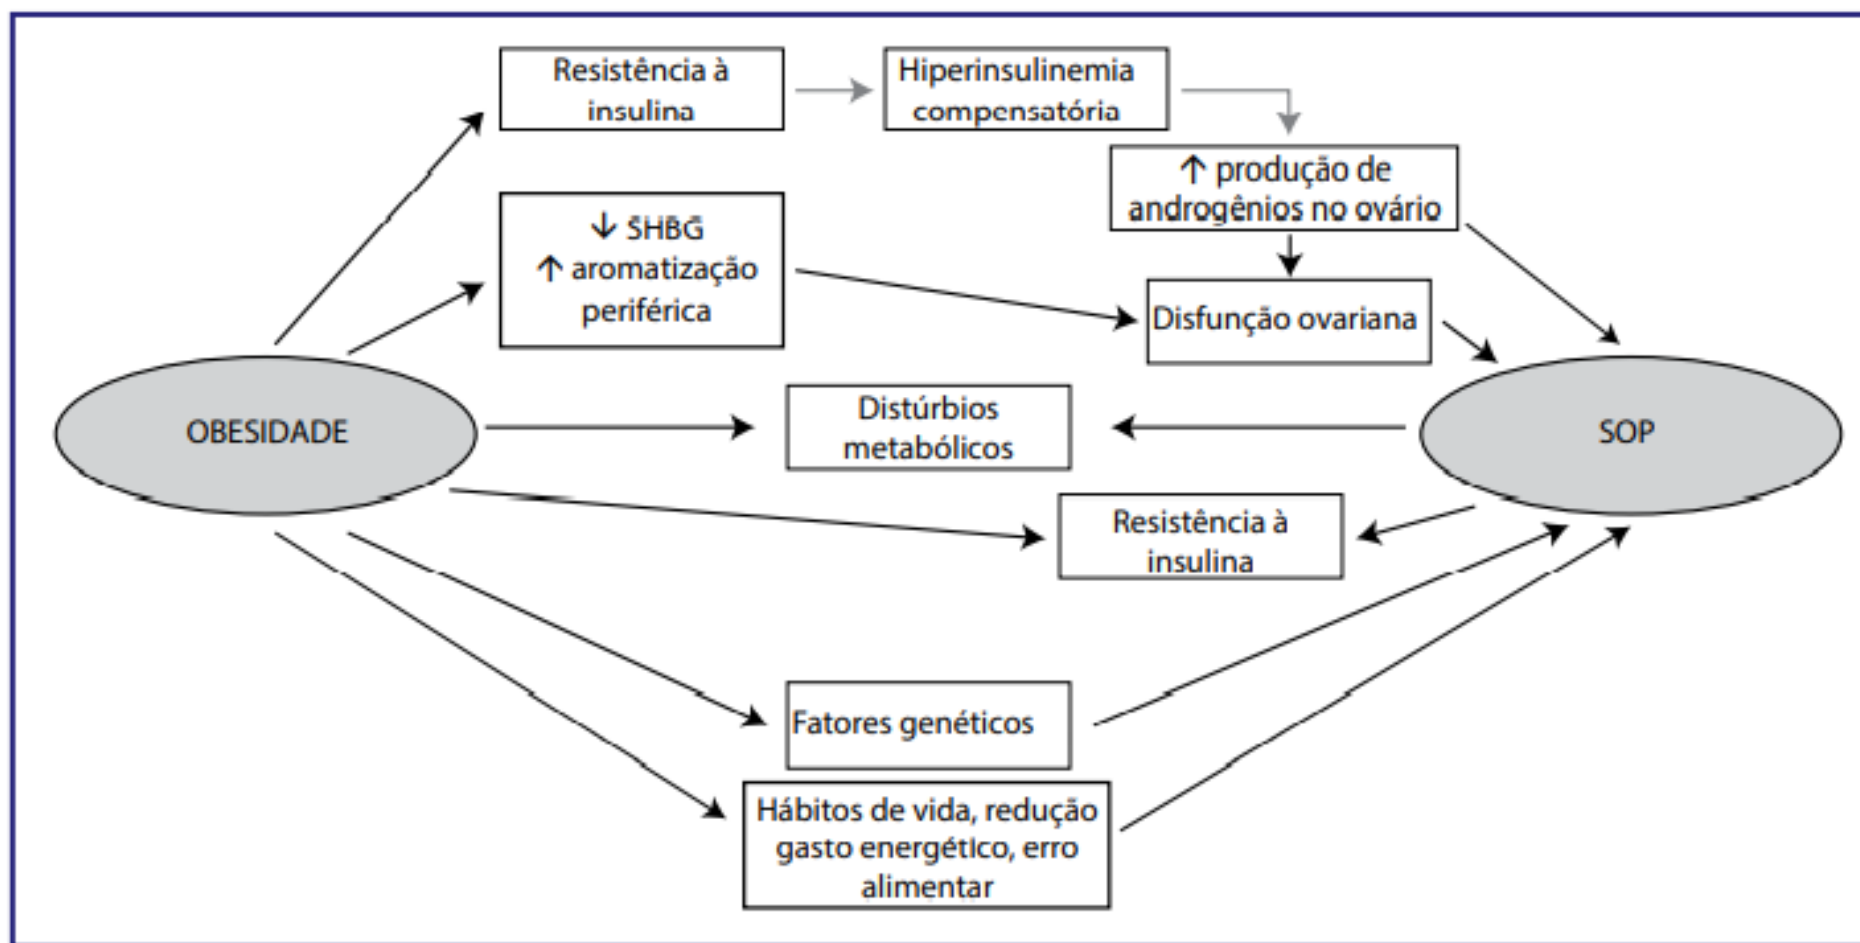 Resistência à
insulina
Hiperinsulinemia
compensatória
↑ produção de
androgênios no ovário
↓ SHBG
↑ aromatização
periférica
Disfunção ovariana
OBESIDADE
Distúrbios
metabólicos
SOP
Resistência à
insulina
Fatores genéticos
Hábitos de vida, redução
gasto energético, erro
alimentar